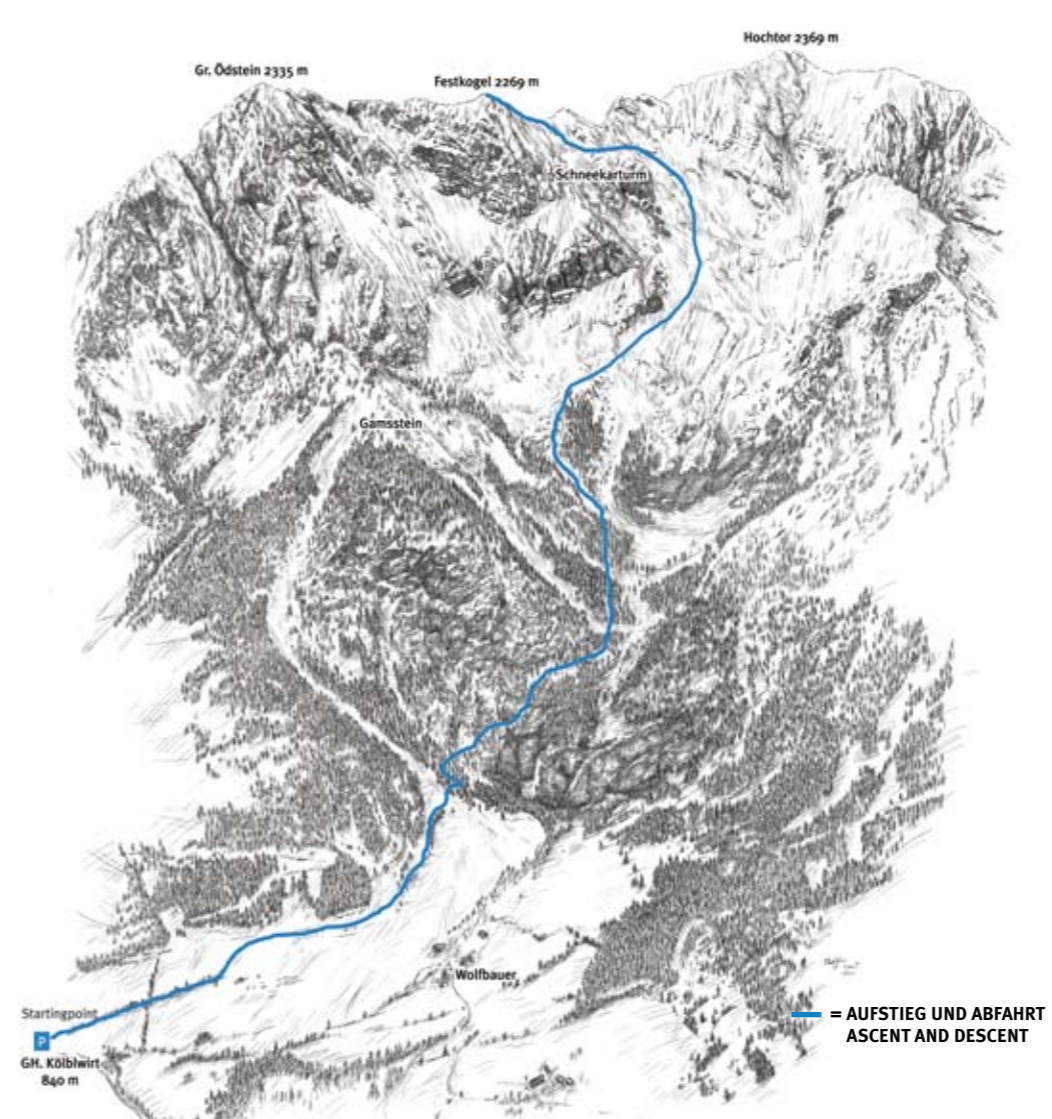 Hochtor 2369 m
Gr. Ödstein 2335 m
Festkogel 2269 m
Schneekarturm
Gamsstein
Wolfbauer
Startingpoint
P
GH. Kölblwirt
840 m
= AUFSTIEG UND ABFAHRT
ASCENT AND DESCENT